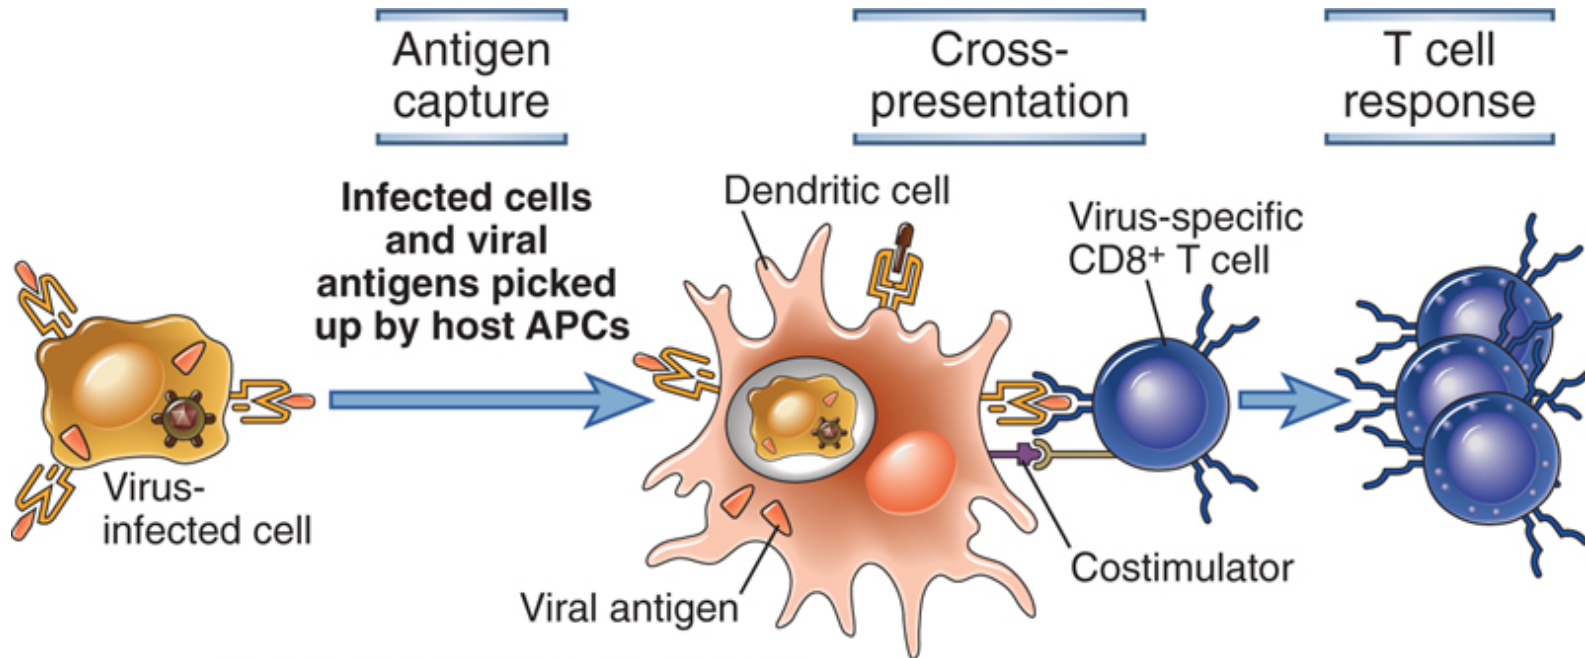 Antigen
capture
Cross-
presentation
T cell
response
Infected cells
and viral
antigens picked
up by host APCs
Dendritic cell
Virus-specific
CD8⁺ T cell
Virus-
infected cell
Viral antigen
Costimulator